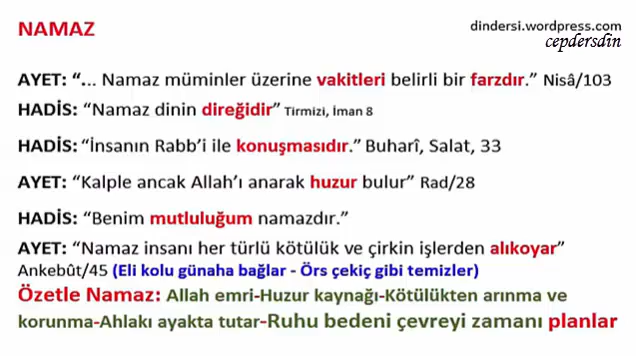 NAMAZ
dindersi.wordpress.com
cepdersdin
AYET: “... Namaz müminler üzerine vakitleri belirli bir farzdır.” Nisâ/103
HADİS: “Namaz dinin direğidir” Tirmizi, İman 8
HADİS: “İnsanın Rabb’i ile konuşmasıdır.” Buharî, Salat, 33
AYET: “Kalple ancak Allah’ı anarak huzur bulur” Rad/28
HADİS: “Benim mutluluğum namazdır.”
AYET: “Namaz insanı her türlü kötülük ve çirkin işlerden alıkoyar”
Ankebût/45 (Eli kolu günaha bağlar - Örs çekiç gibi temizler)
Özetle Namaz: Allah emri-Huzur kaynağı-Kötülükten arınma ve
korunma-Ahlakı ayakta tutar-Ruhu bedeni çevreyi zamanı planlar